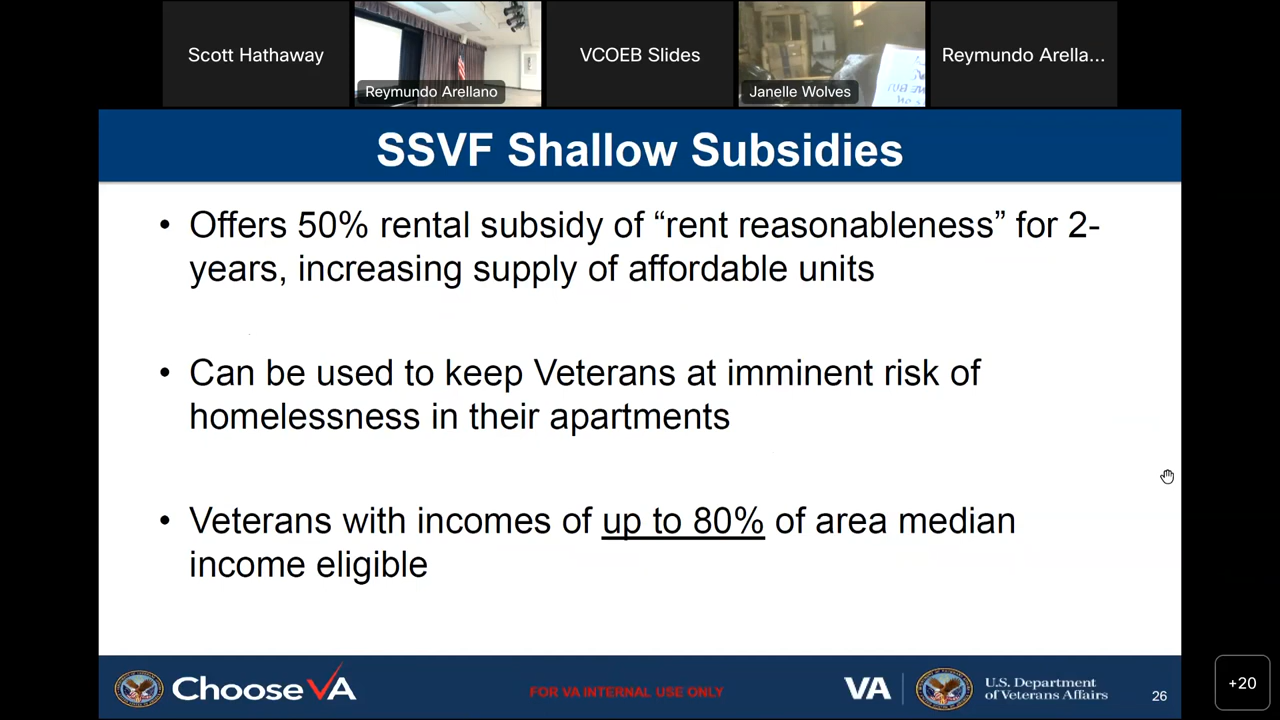 Scott Hathaway
Reymundo Arellano
VCOEB Slides
Janelle Wolves
Reymundo Arella...
SSVF Shallow Subsidies
• Offers 50% rental subsidy of “rent reasonableness” for 2-
years, increasing supply of affordable units
• Can be used to keep Veterans at imminent risk of
homelessness in their apartments
• Veterans with incomes of up to 80% of area median
income eligible
ChooseVA
FOR VA INTERNAL USE ONLY
VA
U.S. Department
of Veterans Affairs
26
+20